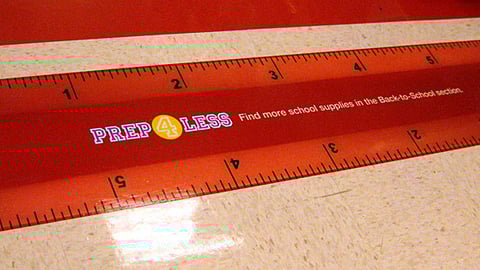 1 2 3 4 5
PREP 4 LESS Find more school supplies in the Back-to-School section.
5 4 3 2